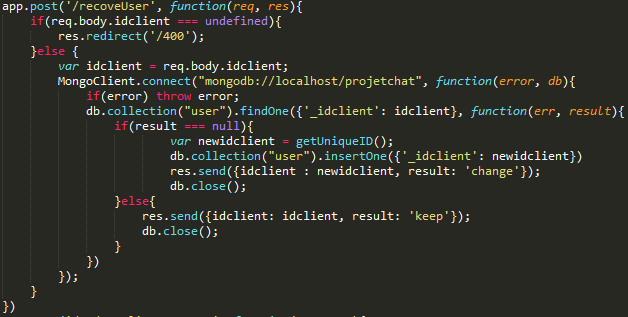 app.post('/recoveUser', function(req, res){
    if(req.body.idclient === undefined){
        res.redirect('/400');
    }else {
        var idclient = req.body.idclient;
        MongoClient.connect("mongodb://localhost/projetchat", function(error, db){
            if(error) throw error;
            db.collection("user").findOne({'_idclient': idclient}, function(err, result){
                if(result === null){
                        var newidclient = getUniqueID();
                        db.collection("user").insertOne({'_idclient': newidclient})
                        res.send({idclient : newidclient, result: 'change'});
                        db.close();
                }else{
                    res.send({idclient: idclient, result: 'keep'});
                    db.close();
                }
            })
        });
    }
})